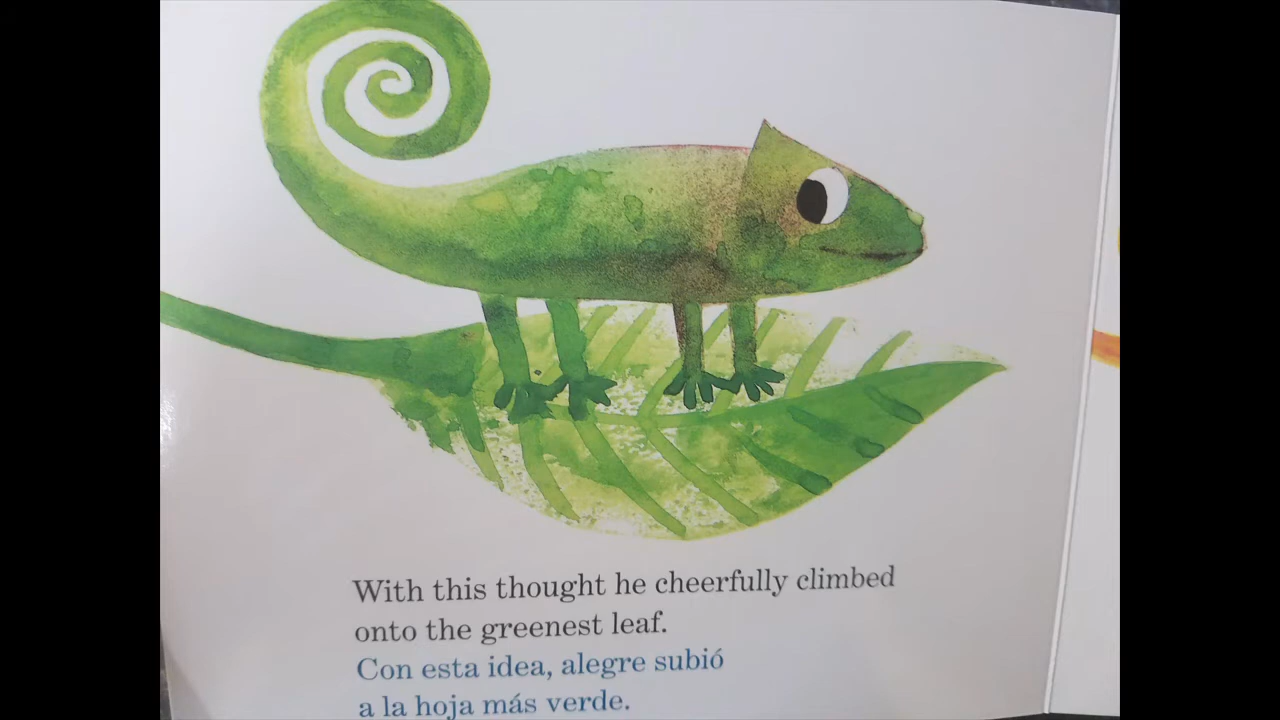 With this thought he cheerfully climbed
onto the greenest leaf.
Con esta idea, alegre subió
a la hoja más verde.